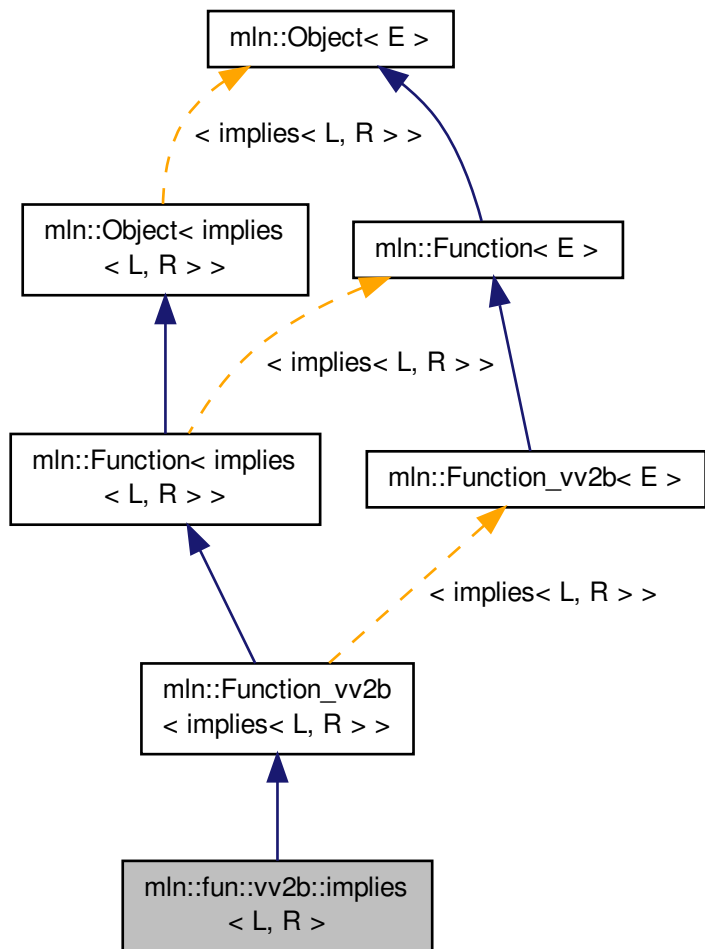 mln::Object< E >
< implies< L, R > >
mln::Object< implies
< L, R > >
mln::Function< E >
< implies< L, R > >
mln::Function< implies
< L, R > >
mln::Function_vv2b< E >
< implies< L, R > >
mln::Function_vv2b
< implies< L, R > >
mln::fun::vv2b::implies
< L, R >